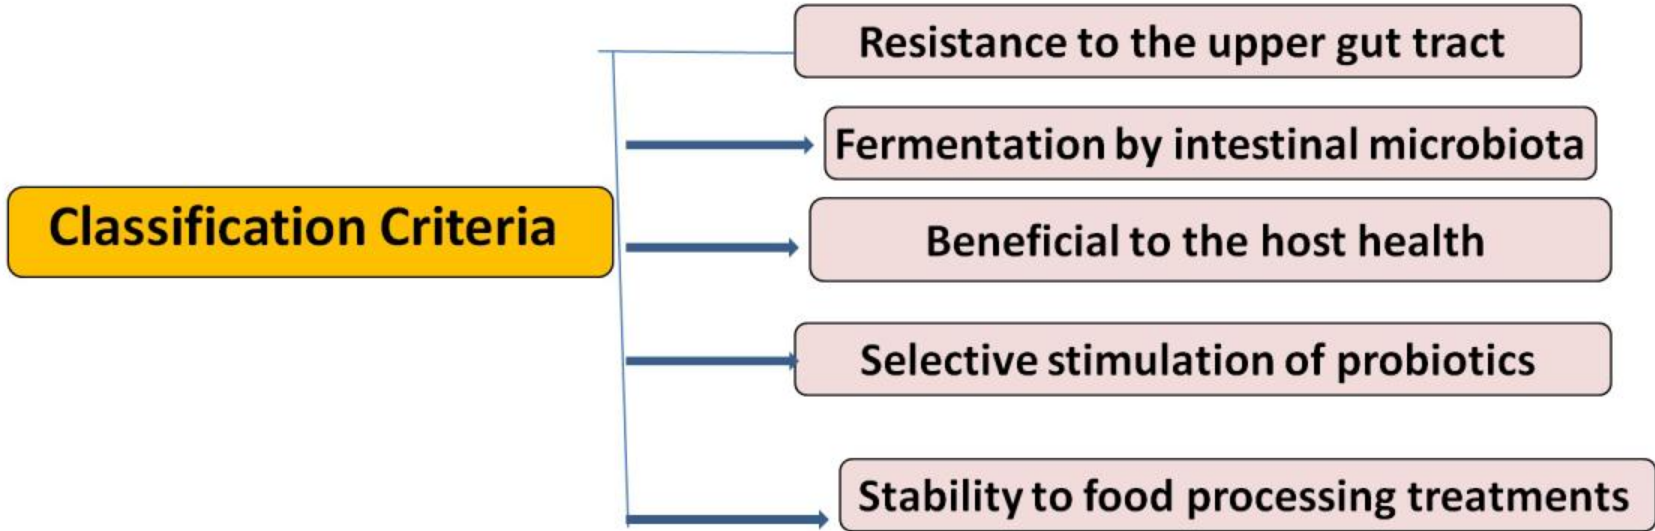 Resistance to the upper gut tract
Fermentation by intestinal microbiota
Classification Criteria
Beneficial to the host health
Selective stimulation of probiotics
Stability to food processing treatments